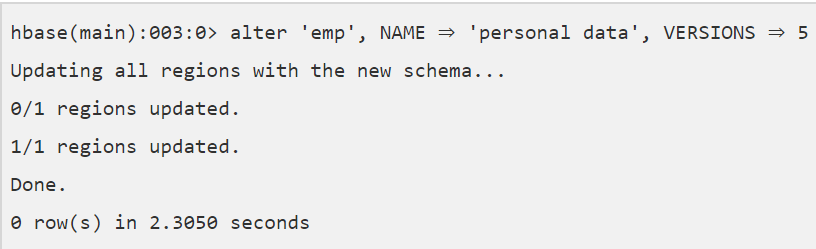 hbase(main):003:0> alter 'emp', NAME ⇒ 'personal data', VERSIONS ⇒ 5
Updating all regions with the new schema...
0/1 regions updated.
1/1 regions updated.
Done.
0 row(s) in 2.3050 seconds